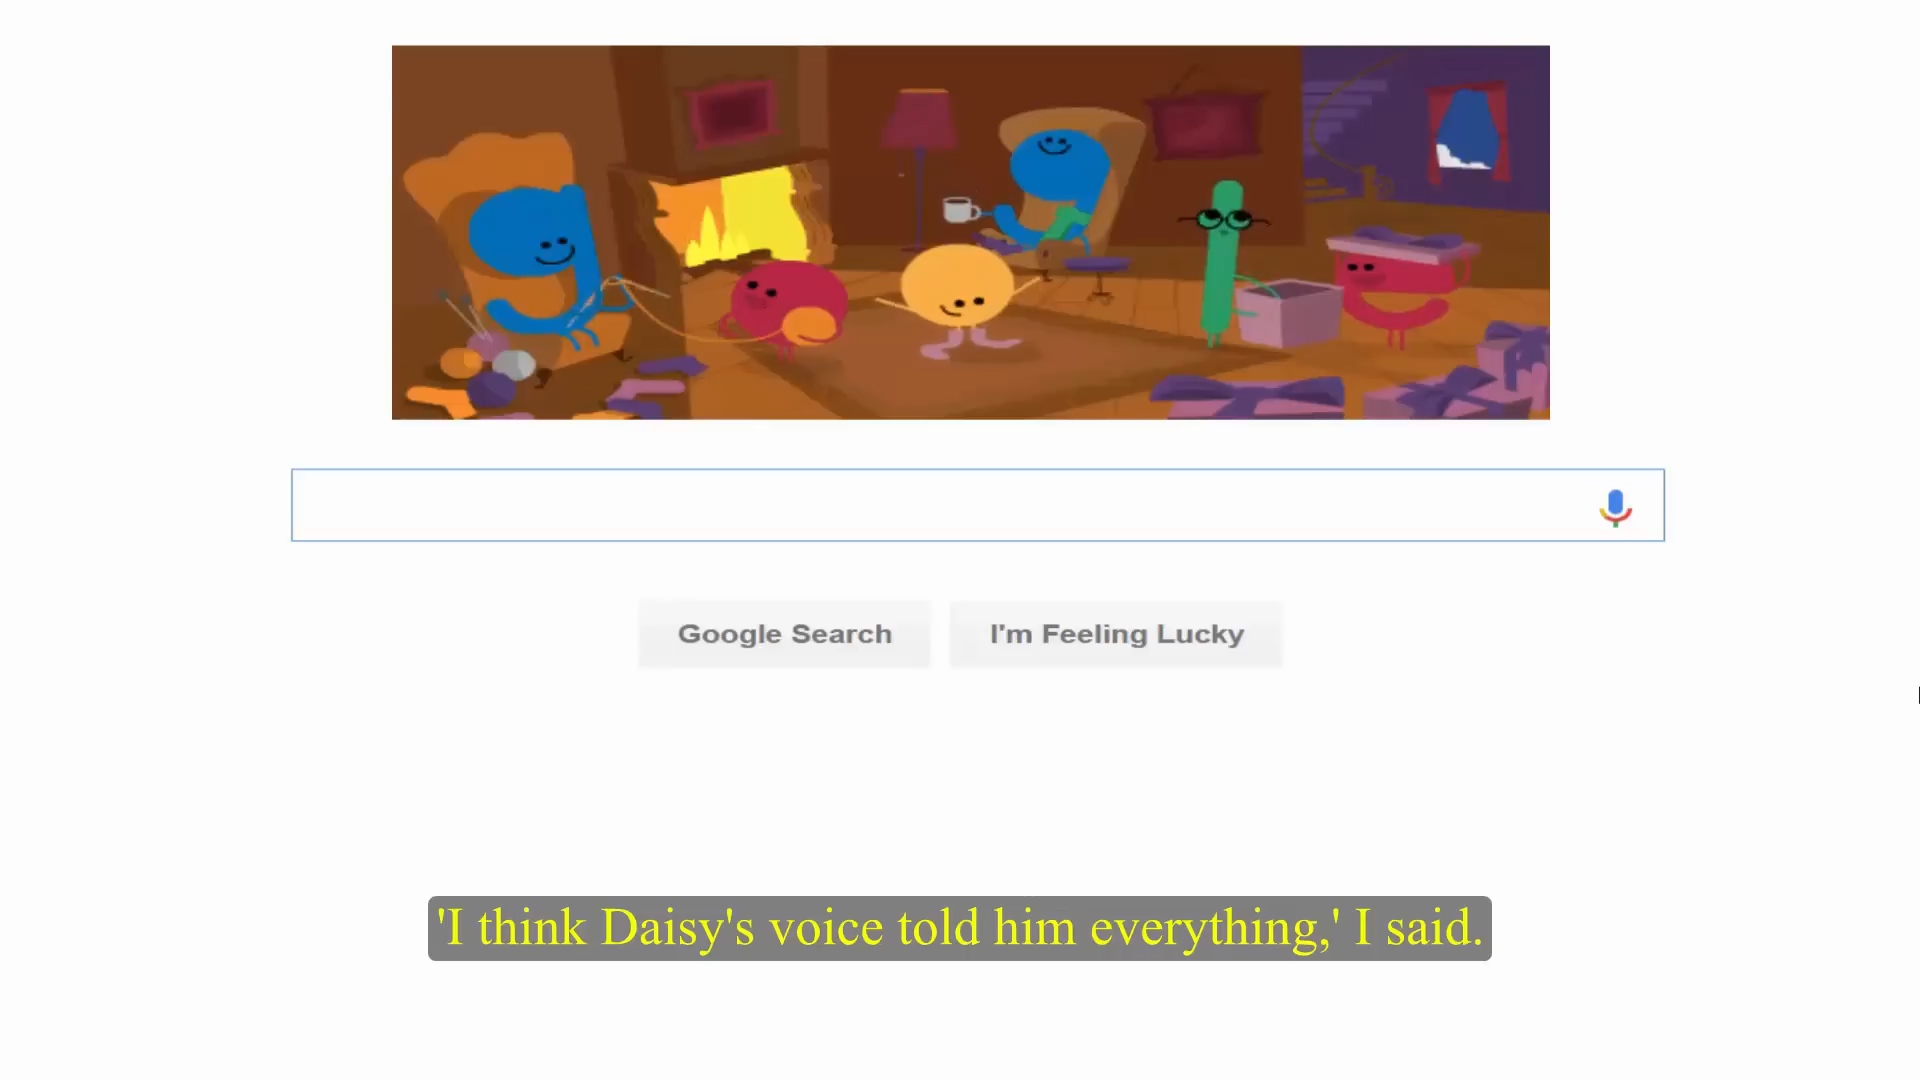 Google Search
I'm Feeling Lucky
'I think Daisy's voice told him everything,' I said.